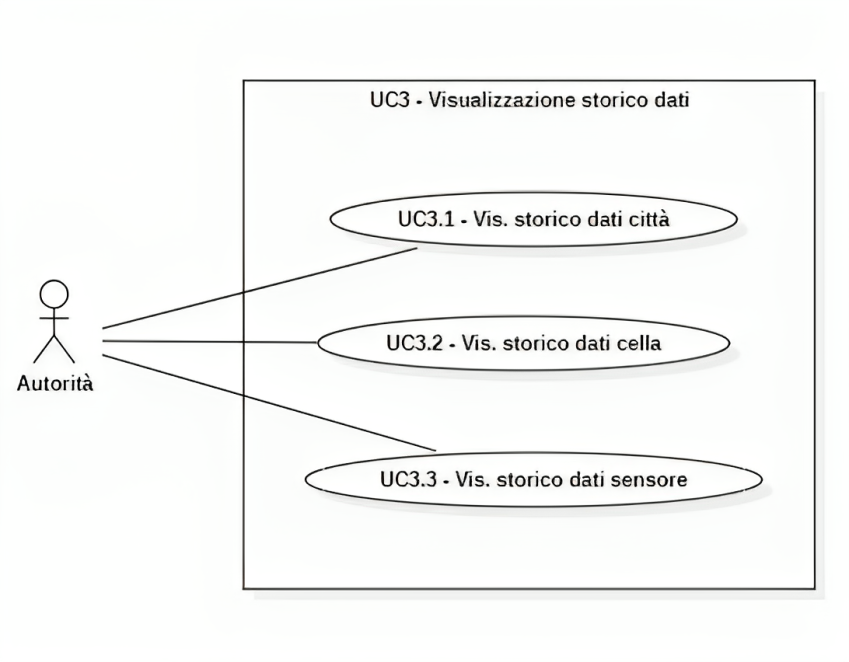 UC3 - Visualizzazione storico dati
UC3.1 - Vis. storico dati città
UC3.2 - Vis. storico dati cella
Autorità
UC3.3 - Vis. storico dati sensore